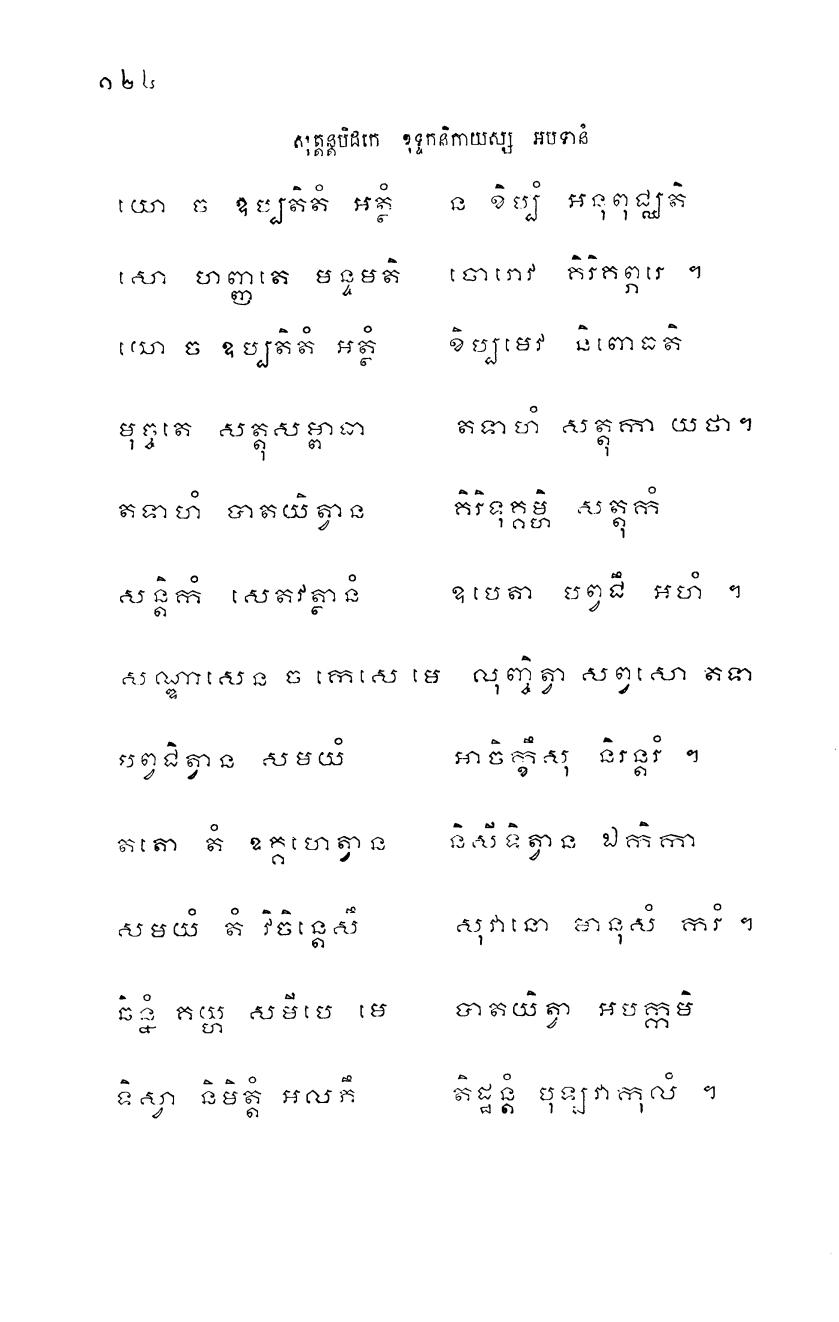 ១២៤
សុត្តន្តបិដកេ ខុទ្ទកនិកាយស្ស អបទានំ
យោ ច ឧប្បតិតំ អត្ថំ ន ខិប្បំ អនុពុជ្ឈតិ
សោ ហញ្ញតេ មន្ទមតិ ចោរោវ គិរិគព្ភរេ ។
យោ ច ឧប្បតិតំ អត្ថំ ខិប្បមេវ និពោធតិ
មុច្ចតេ សត្តុសម្ពាធា តទាហំ សត្តុកា យថា។
តទាហំ ឃាតយិត្វាន គិរិទុគ្គម្ហិ សត្តុកំ
សន្តិកំ សេតវត្ថានំ ឧបេតា បព្វជឹ អហំ ។
សណ្ឌាសេន ច កេសេ មេ លុញ្ចិត្វា សព្វសោ តទា
បព្វជិត្វាន សមយំ អាចិក្ខឹសុ និរន្តរំ ។
តតោ តំ ឧគ្គហេត្វាន និសីទិត្វាន ឯកិកា
សមយំ តំ វិចិន្តេសឹ សុវានោ មានុសំ ករំ ។
ឆិន្នំ គយ្ហ សមីបេ មេ ឃាតយិត្វា អបក្កមិ
ទិស្វា និមិត្តំ អលភឹ តិដ្ឋន្តំ បុឡវាកុលំ ។